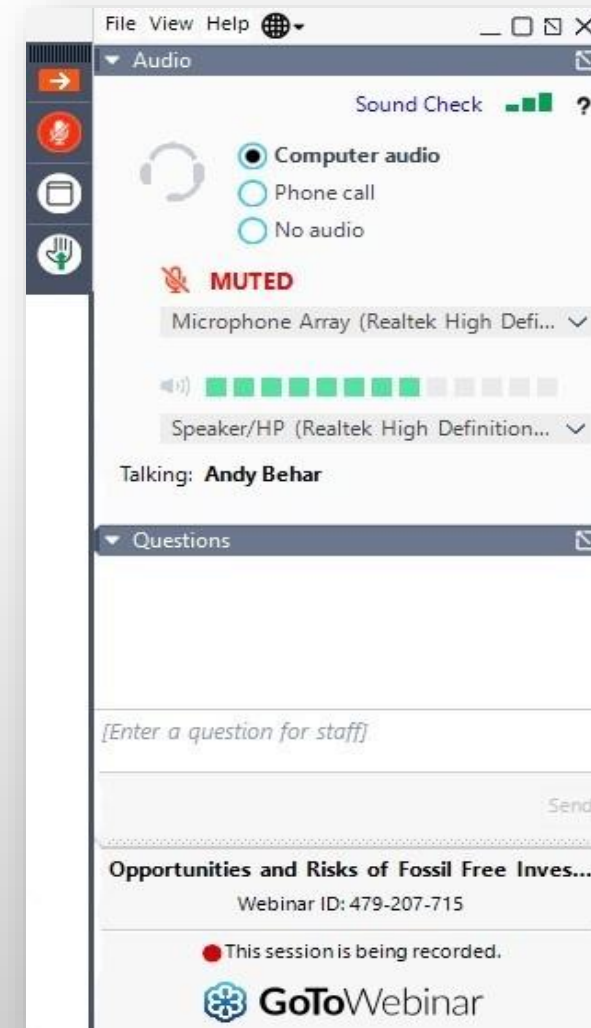 File View Help
Audio
Sound Check ?
Computer audio
Phone call
No audio
MUTED
Microphone Array (Realtek High Defi...
Speaker/HP (Realtek High Definition...
Talking: Andy Behar
Questions
[Enter a question for staff]
Send
Opportunities and Risks of Fossil Free Inves...
Webinar ID: 479-207-715
This session is being recorded.
GoToWebinar